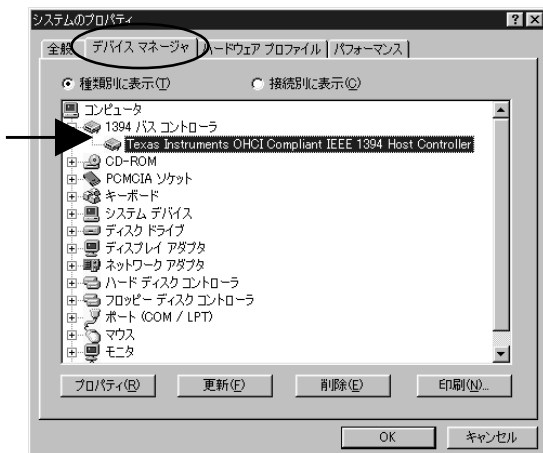 システムのプロパティ
全般 デバイス マネージャ ハードウェア プロファイル パフォーマンス
種類別に表示(T) 接続別に表示(C)
コンピュータ
1394 バス コントローラ
Texas Instruments OHCI Compliant IEEE 1394 Host Controller
CD-ROM
PCMCIA ソケット
キーボード
システム デバイス
ディスク ドライブ
ディスプレイ アダプタ
ネットワーク アダプタ
ハード ディスク コントローラ
フロッピー ディスク コントローラ
ポート (COM / LPT)
マウス
モニタ
プロパティ(R) 更新(F) 削除(E) 印刷(N)...
OK キャンセル